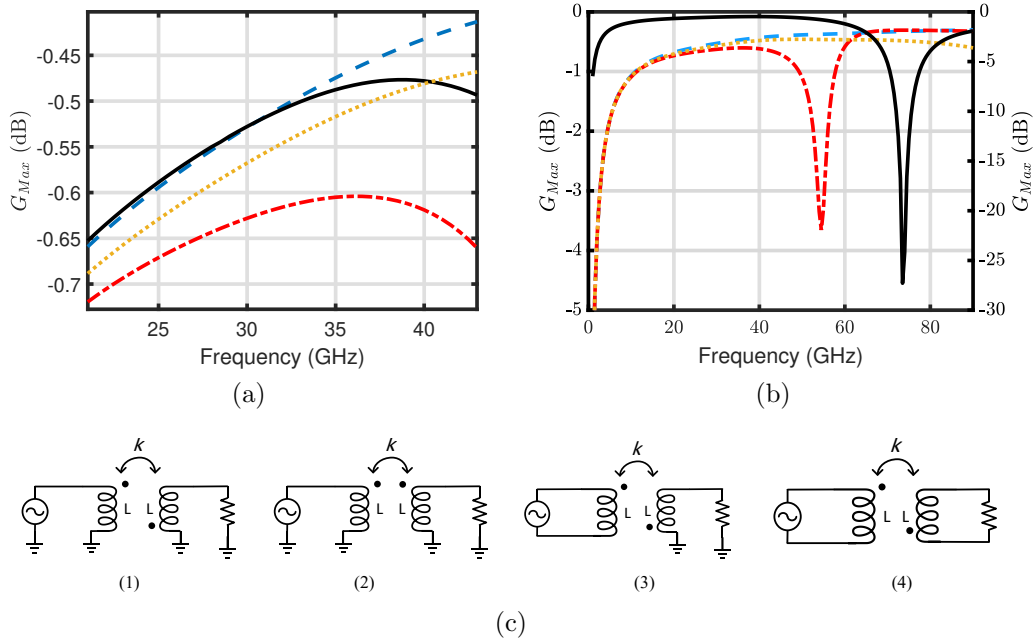 -0.45
-0.5
-0.55
-0.6
-0.65
-0.7
G_Max (dB)
25 30 35 40
Frequency (GHz)
(a)
0
-1
-2
-3
-4
-5
G_Max (dB)
0 20 40 60 80
Frequency (GHz)
0
-5
-10
-15
-20
-25
-30
G_Max (dB)
(b)
k k k k
L L L L L L L L
(1) (2) (3) (4)
(c)